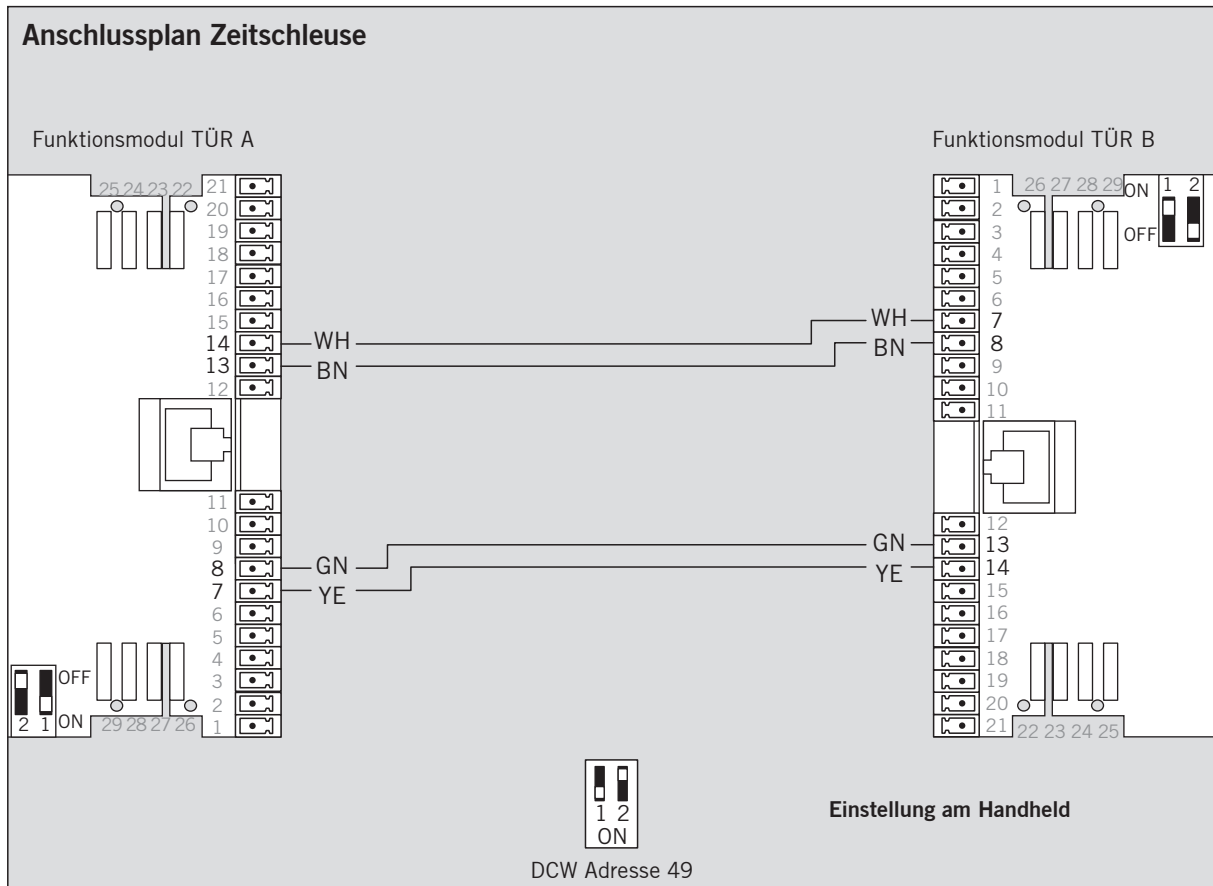 Anschlussplan Zeitschleuse
Funktionsmodul TÜR A
Funktionsmodul TÜR B
25 24 23 22
21
20
19
18
17
16
15
14
13
12
11
10
9
8
7
6
5
4
3
2
1
29 28 27 26
OFF
ON
2 1
WH
BN
GN
YE
WH
BN
GN
YE
1
2
3
4
5
6
7
8
9
10
11
12
13
14
15
16
17
18
19
20
21
26 27 28 29
ON
OFF
1 2
22 23 24 25
1 2
ON
DCW Adresse 49
Einstellung am Handheld